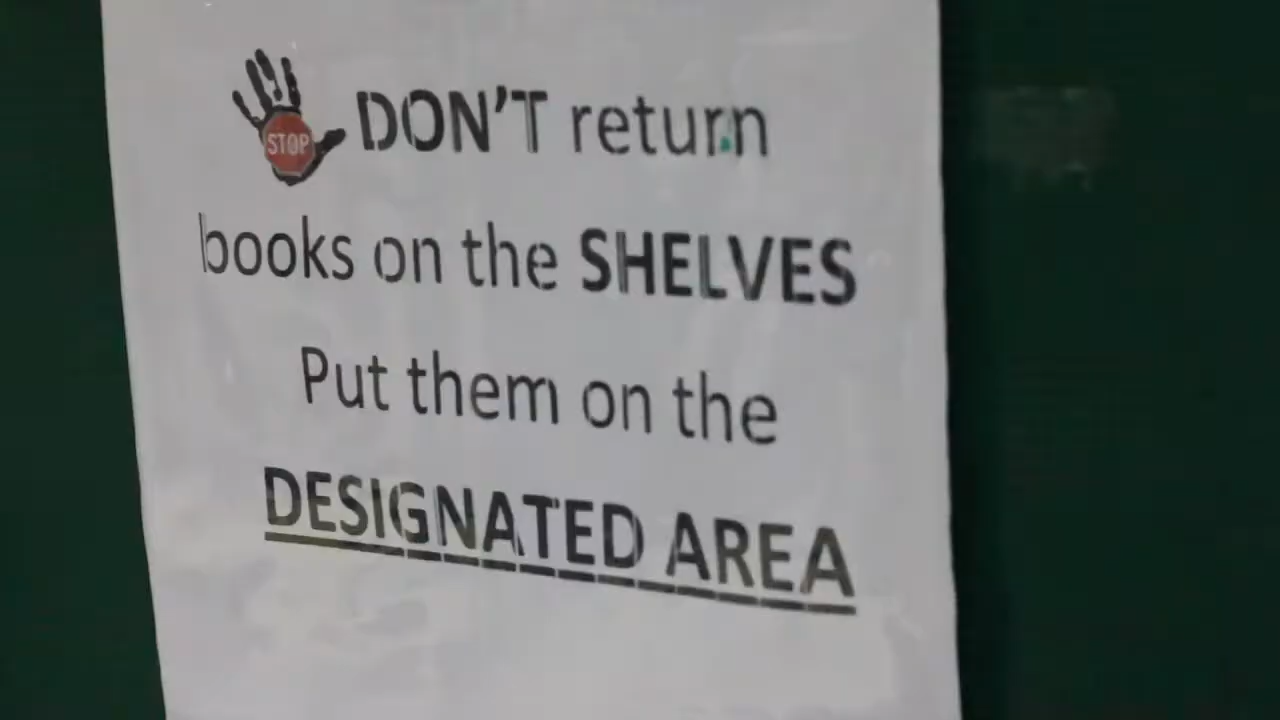 STOP DON'T return
books on the SHELVES
Put them on the
DESIGNATED AREA